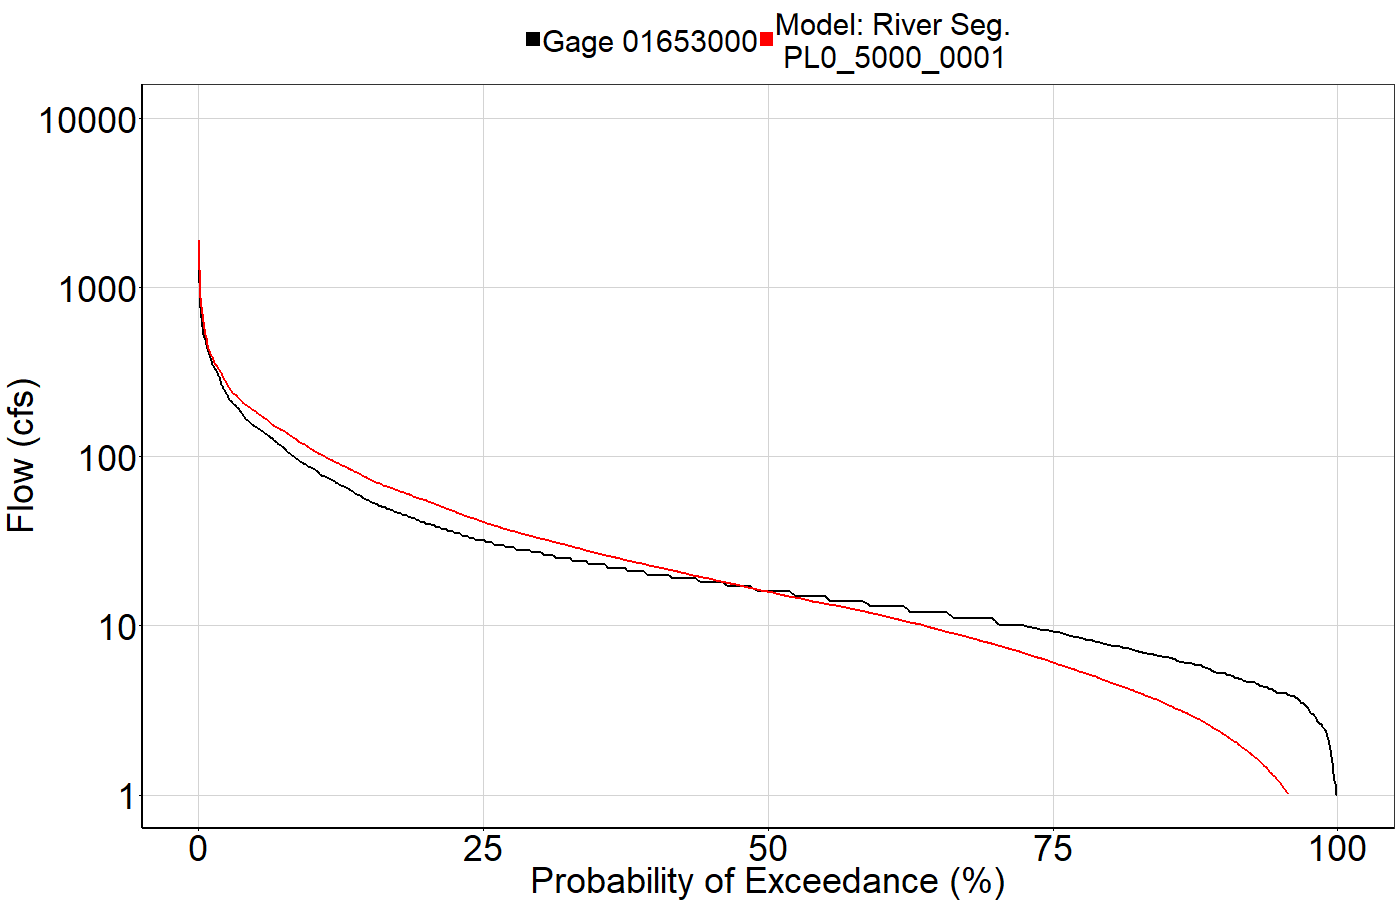 Gage 01653000
Model: River Seg.
PL0_5000_0001
10000
1000
100
10
1
Flow (cfs)
0 25 50 75 100
Probability of Exceedance (%)